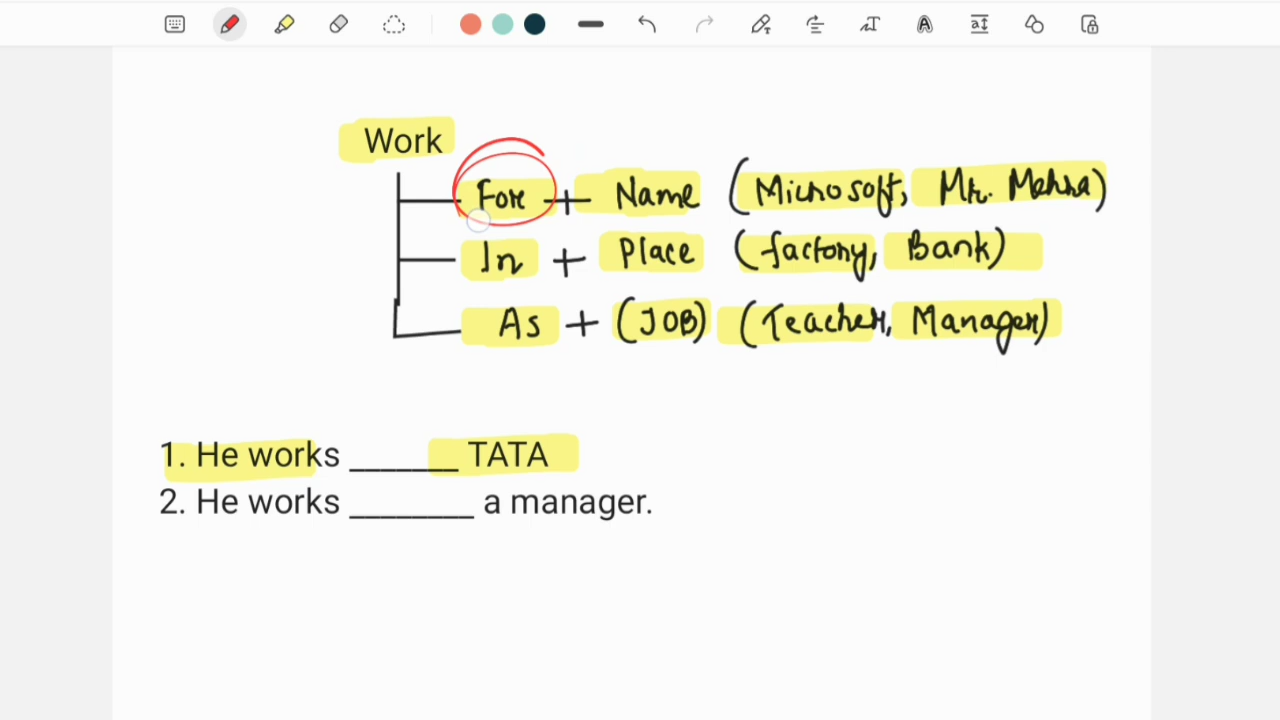 Work
For + Name (Microsoft, Mr. Mehra)
In + Place (factory, Bank)
As + (JOB) (Teacher, Manager)
1. He works _______ TATA
2. He works ________ a manager.